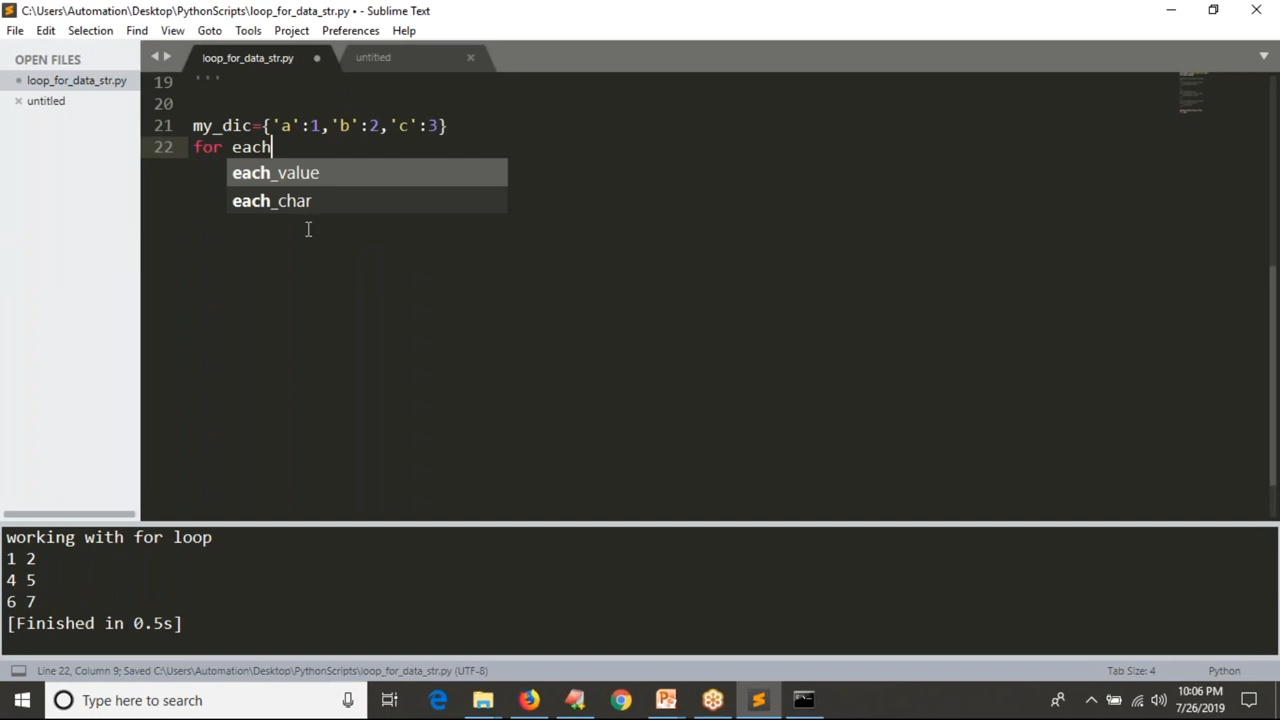 C:\Users\Automation\Desktop\PythonScripts\loop_for_data_str.py • - Sublime Text
File Edit Selection Find View Goto Tools Project Preferences Help
OPEN FILES
loop_for_data_str.py
untitled
loop_for_data_str.py
untitled
19 '''
20
21 my_dic={'a':1,'b':2,'c':3}
22 for each
each_value
each_char
working with for loop
1 2
4 5
6 7
[Finished in 0.5s]
Line 22, Column 9; Saved C:\Users\Automation\Desktop\PythonScripts\loop_for_data_str.py (UTF-8)
Tab Size: 4
Python
Type here to search
10:06 PM
7/26/2019